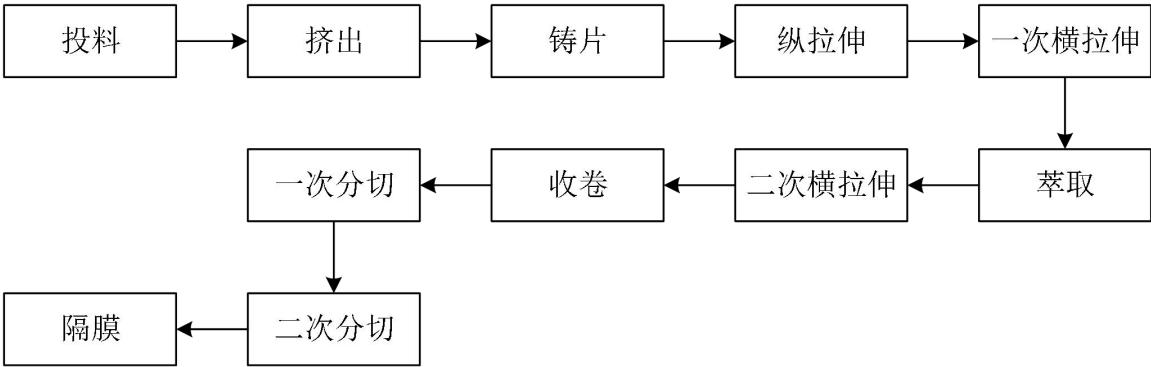 投料
挤出
铸片
纵拉伸
一次横拉伸
萃取
二次横拉伸
收卷
一次分切
二次分切
隔膜